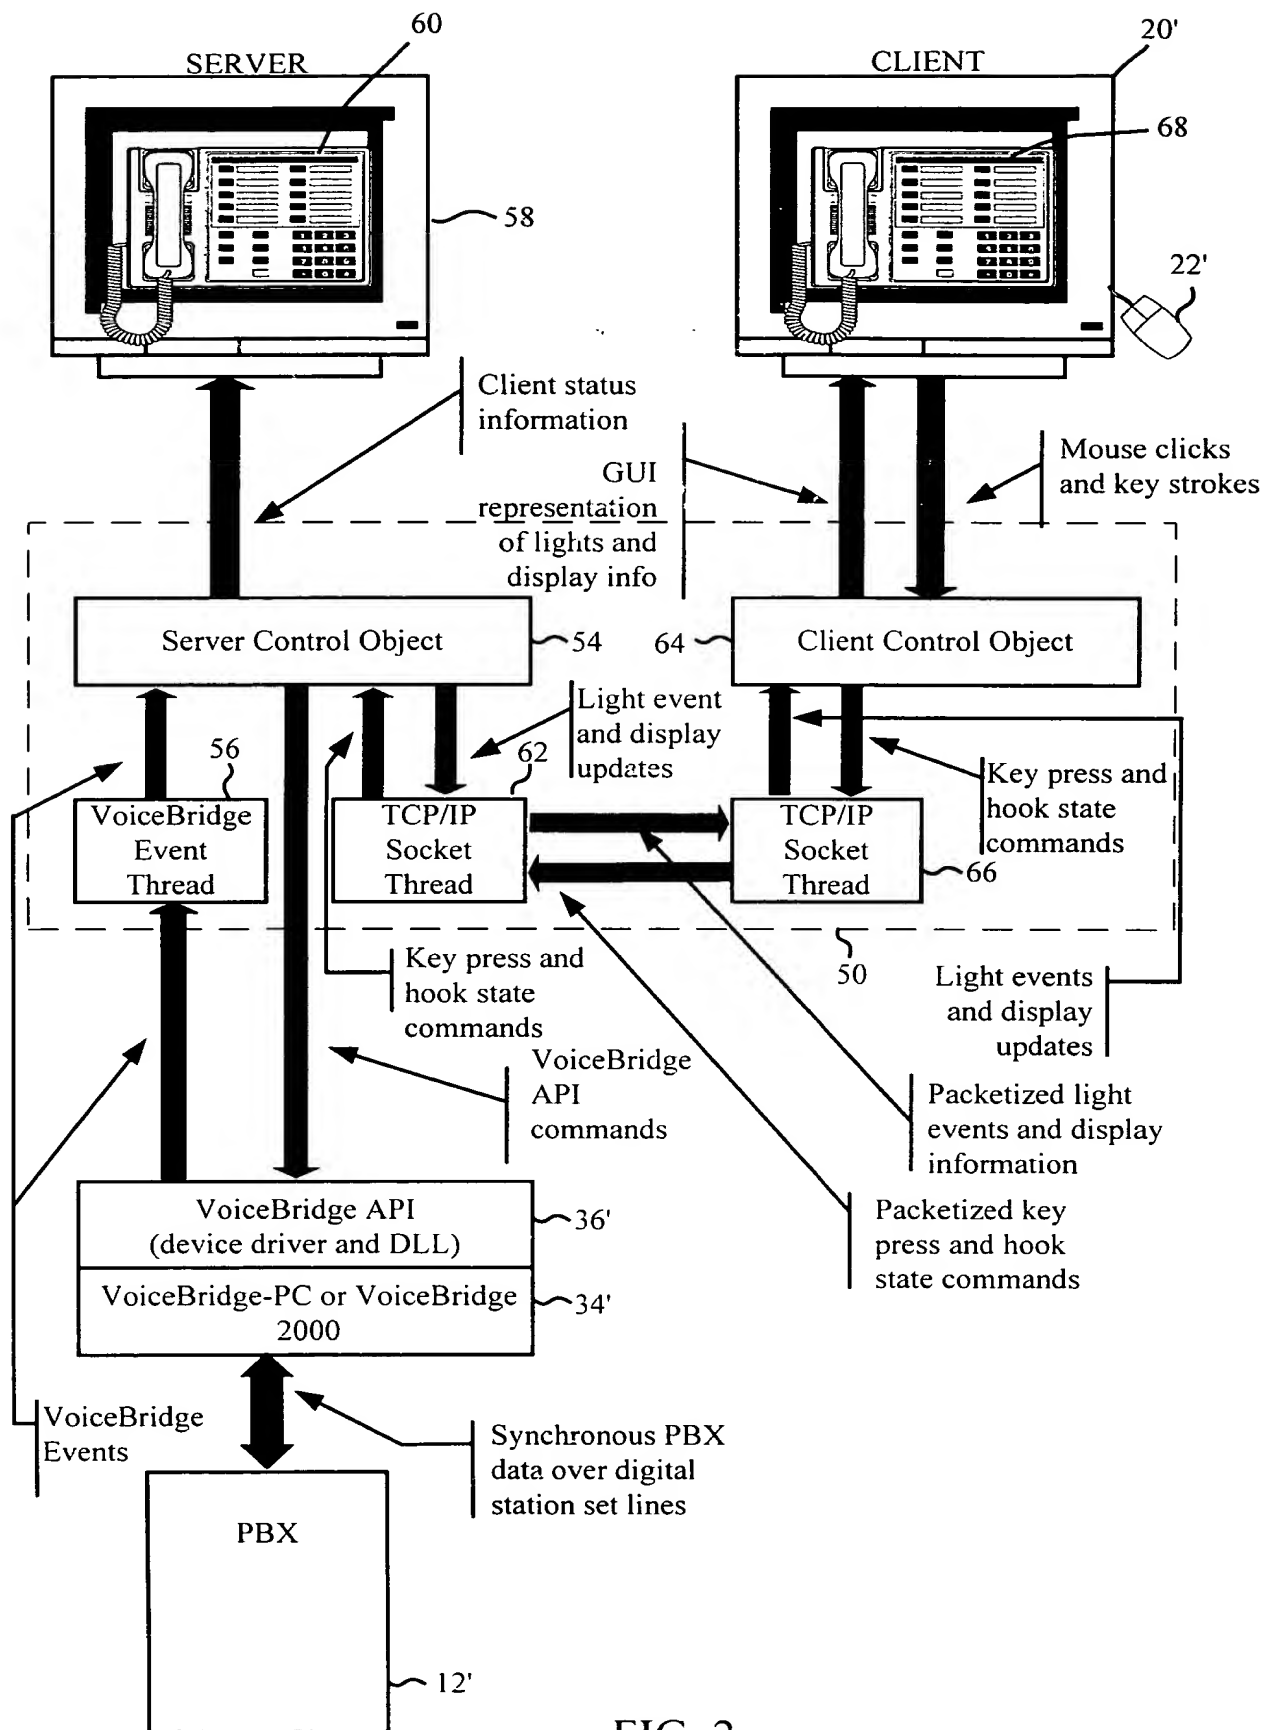 60
20'
SERVER
CLIENT
68
58
22'
Client status
information
Mouse clicks
and key strokes
GUI
representation
of lights and
display info
Server Control Object
54
64
Client Control Object
Light event
and display
updates
56
62
Key press and
hook state
commands
VoiceBridge
Event
Thread
TCP/IP
Socket
Thread
TCP/IP
Socket
Thread
66
50
Key press and
hook state
commands
Light events
and display
updates
VoiceBridge
API
commands
Packetized light
events and display
information
VoiceBridge API
(device driver and DLL)
36'
Packetized key
press and hook
state commands
VoiceBridge-PC or VoiceBridge
2000
34'
VoiceBridge
Events
Synchronous PBX
data over digital
station set lines
PBX
12'